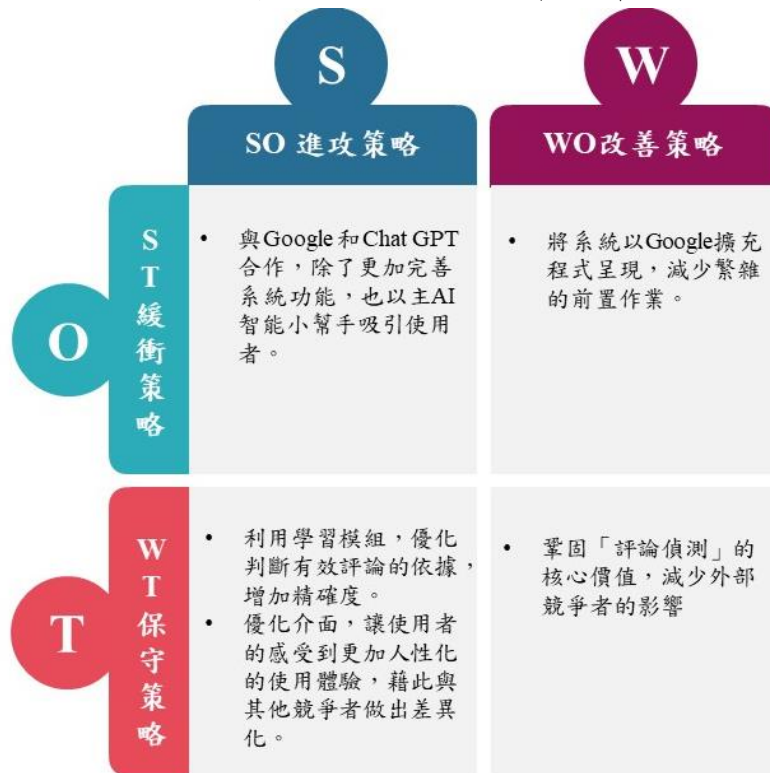 S
W
SO 進攻策略
WO改善策略
O
ST緩衝策略
• 與Google和Chat GPT
合作，除了更加完善
系統功能，也以主AI
智能小幫手吸引使用
者。
• 將系統以Google擴充
程式呈現，減少繁雜
的前置作業。
T
WT保守策略
• 利用學習模組，優化
判斷有效評論的依據，
增加精確度。
• 優化介面，讓使用者
的感受到更加人性化
的使用體驗，藉此與
其他競爭者做出差異
化。
• 鞏固「評論偵測」的
核心價值，減少外部
競爭者的影響